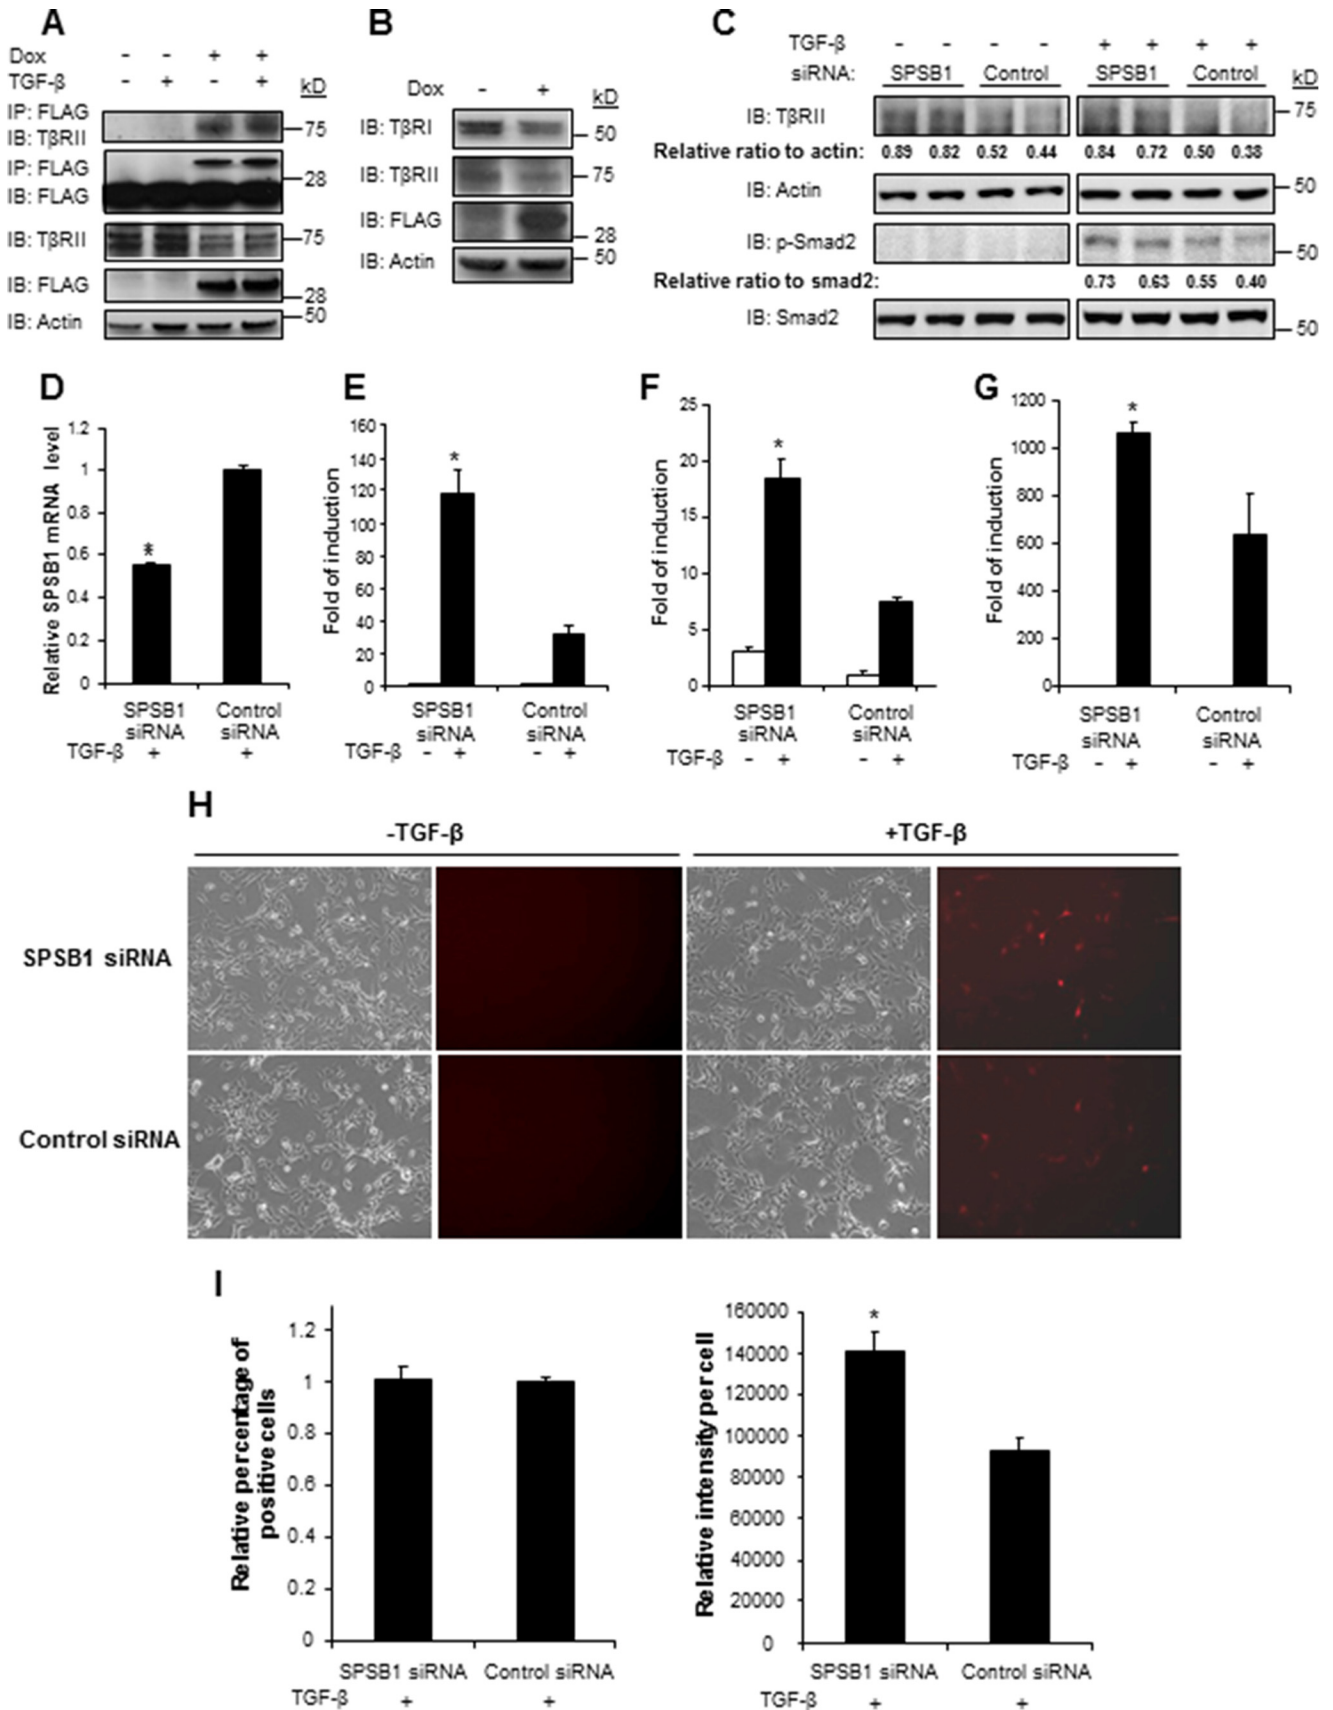 A
Dox - - + +
TGF-β - + - +
kD
IP: FLAG
IB: TβRII
75
IP: FLAG
IB: FLAG
28
IB: TβRII
75
IB: FLAG
28
IB: Actin
50
B
Dox - +
kD
IB: TβRI
50
IB: TβRII
75
IB: FLAG
28
IB: Actin
50
C
TGF-β - - - - + + + +
siRNA: SPSB1 Control SPSB1 Control
kD
IB: TβRII
75
Relative ratio to actin: 0.89 0.82 0.52 0.44 0.84 0.72 0.50 0.38
IB: Actin
50
IB: p-Smad2
50
Relative ratio to smad2: 0.73 0.63 0.55 0.40
IB: Smad2
50
D
Relative SPSB1 mRNA level
1.2
1
0.8
0.6
0.4
0.2
0
*
SPSB1 siRNA
Control siRNA
TGF-β + +
E
Fold of induction
160
140
120
100
80
60
40
20
0
*
SPSB1 siRNA
Control siRNA
TGF-β - + - +
F
Fold of induction
25
20
15
10
5
0
*
SPSB1 siRNA
Control siRNA
TGF-β - + - +
G
Fold of induction
1200
1000
800
600
400
200
0
*
SPSB1 siRNA
Control siRNA
TGF-β - + - +
H
-TGF-β
+TGF-β
SPSB1 siRNA
Control siRNA
I
Relative percentage of
positive cells
1.2
1
0.8
0.6
0.4
0.2
0
SPSB1 siRNA Control siRNA
TGF-β + +
Relative intensity per cell
160000
140000
120000
100000
80000
60000
40000
20000
0
*
SPSB1 siRNA Control siRNA
TGF-β + +